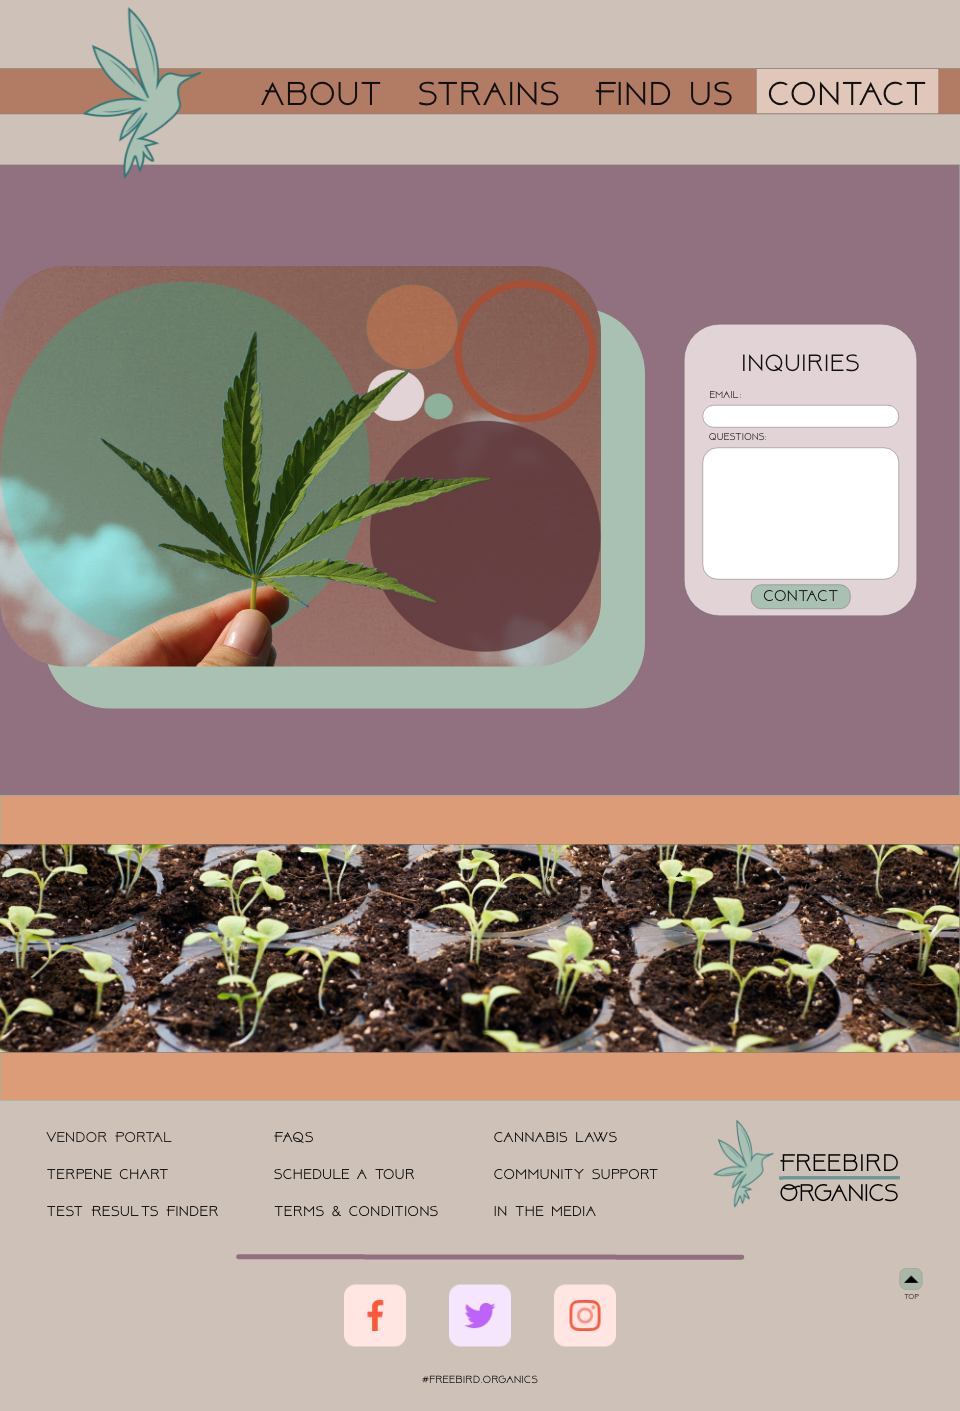 ABOUT STRAINS FIND US CONTACT
INQUIRIES
EMAIL:
QUESTIONS:
CONTACT
VENDOR PORTAL
FAQS
CANNABIS LAWS
TERPENE CHART
SCHEDULE A TOUR
COMMUNITY SUPPORT
TEST RESULTS FINDER
TERMS & CONDITIONS
IN THE MEDIA
FREEBIRD
ORGANICS
TOP
#FREEBIRD.ORGANICS